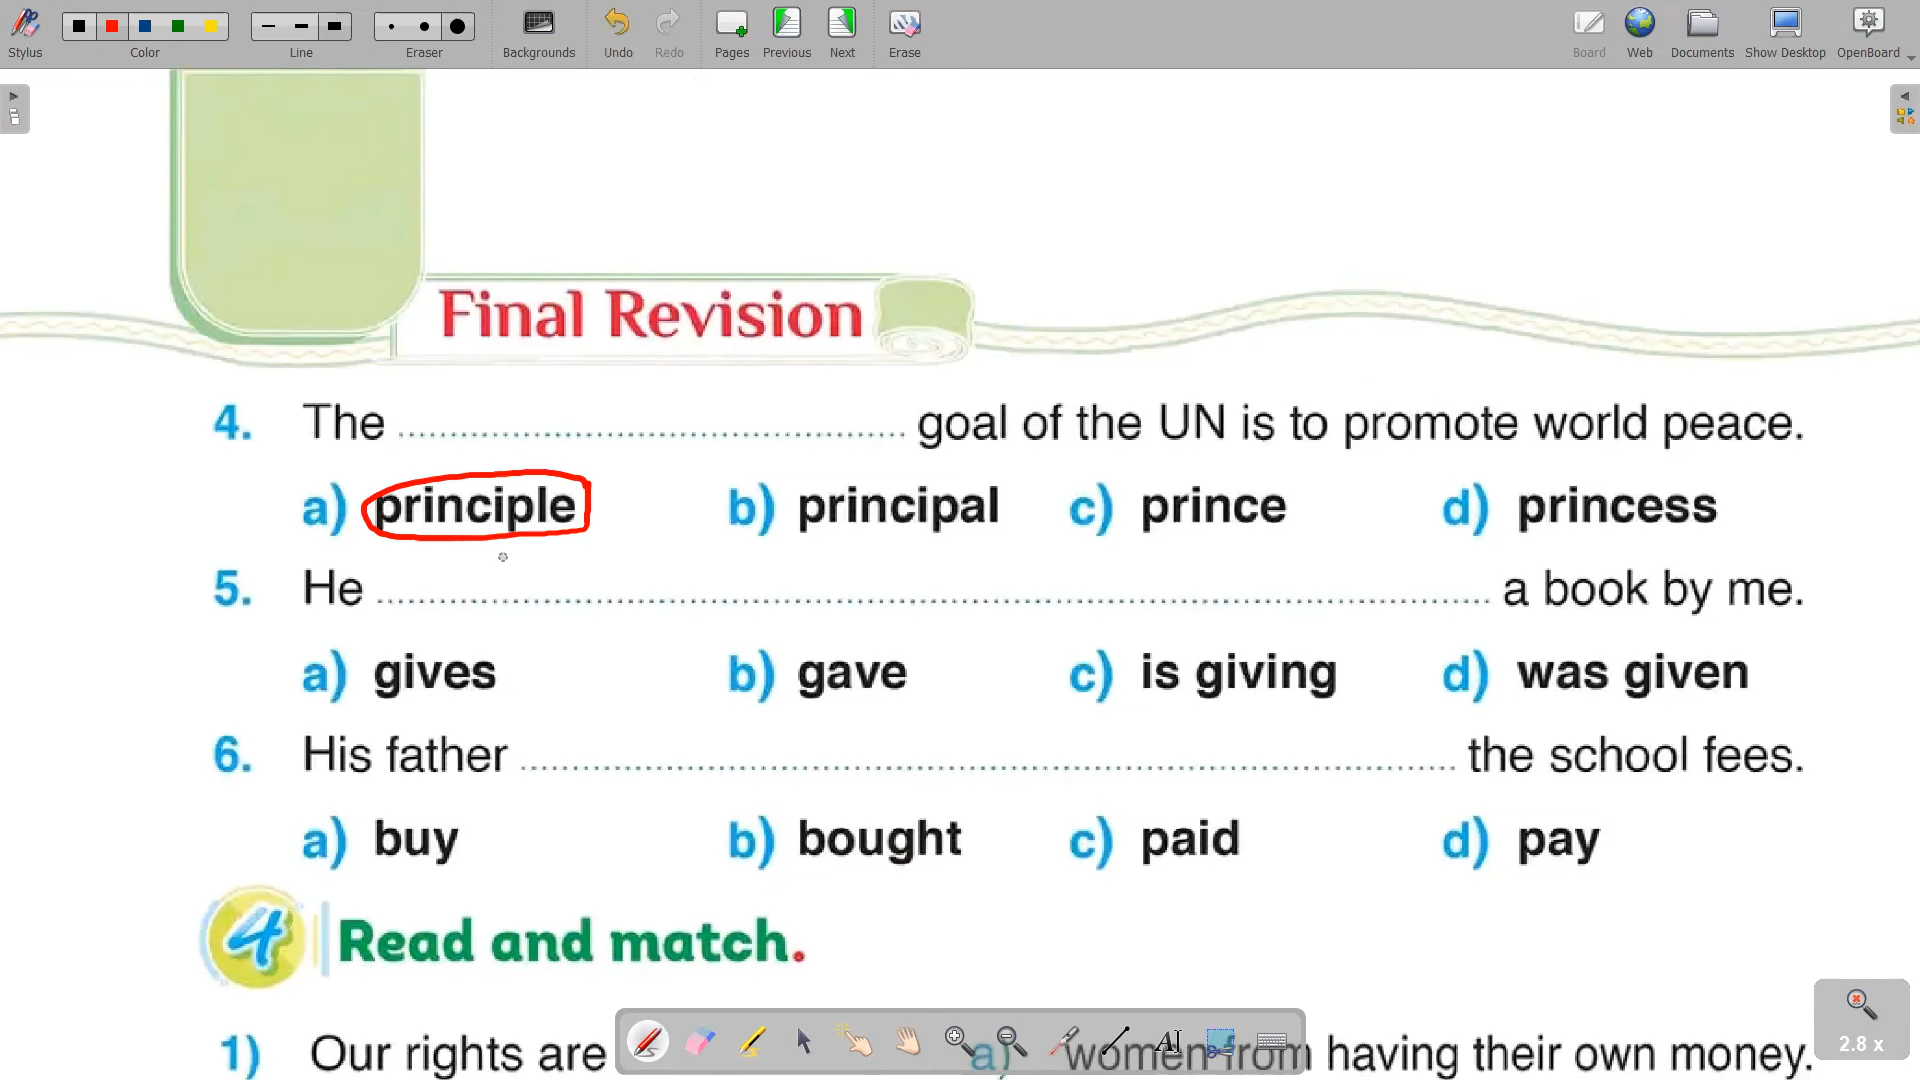 Stylus Color Line Eraser Backgrounds Undo Redo Pages Previous Next Erase Board Web Documents Show Desktop OpenBoard
Final Revision
4. The ........................ goal of the UN is to promote world peace.
a) principle b) principal c) prince d) princess
5. He ........................ a book by me.
a) gives b) gave c) is giving d) was given
6. His father ........................ the school fees.
a) buy b) bought c) paid d) pay
4 Read and match.
1) Our rights are a) women from having their own money.
2.8 x